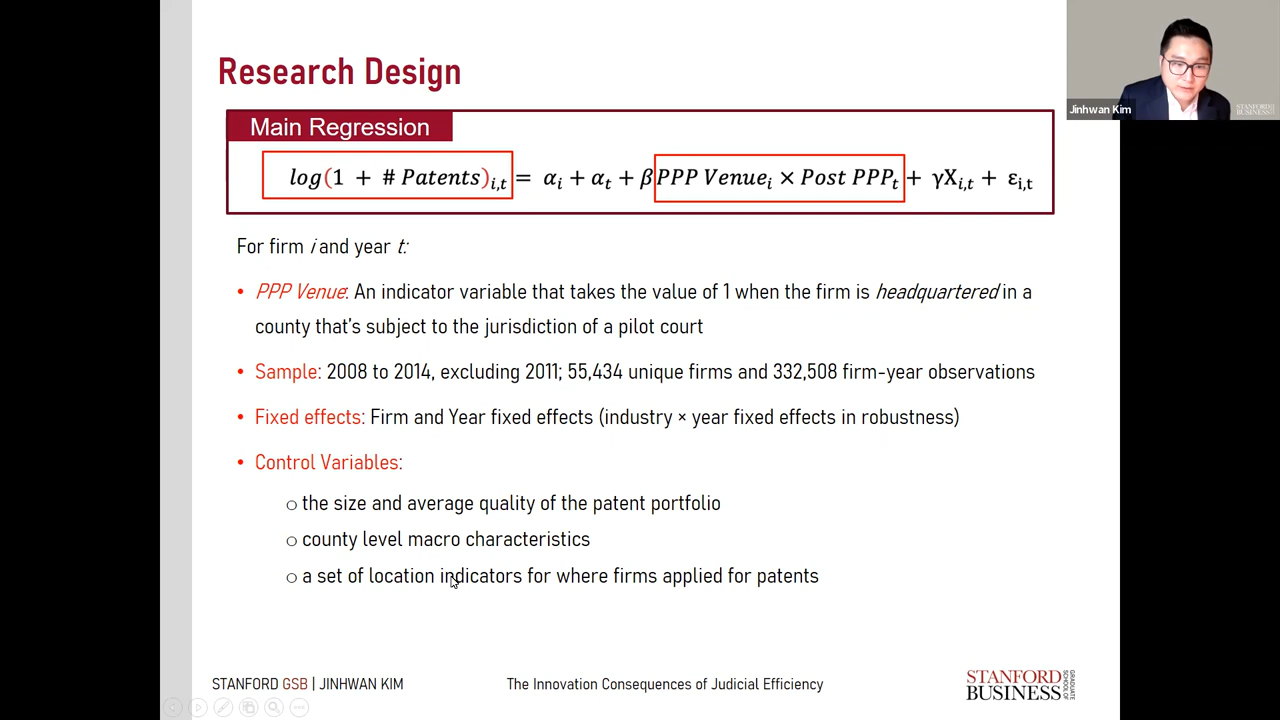 Research Design
Main Regression
log(1 + # Patents)i,t = αi + αt + βPPP Venuei × Post PPPt + γXi,t + εi,t
For firm i and year t:
• PPP Venue: An indicator variable that takes the value of 1 when the firm is headquartered in a
county that's subject to the jurisdiction of a pilot court
• Sample: 2008 to 2014, excluding 2011; 55,434 unique firms and 332,508 firm-year observations
• Fixed effects: Firm and Year fixed effects (industry × year fixed effects in robustness)
• Control Variables:
○ the size and average quality of the patent portfolio
○ county level macro characteristics
○ a set of location indicators for where firms applied for patents
STANFORD GSB | JINHWAN KIM
The Innovation Consequences of Judicial Efficiency
STANFORD
BUSINESS
GRADUATE
SCHOOL OF
Jinhwan Kim
STANFORD
BUSINESS